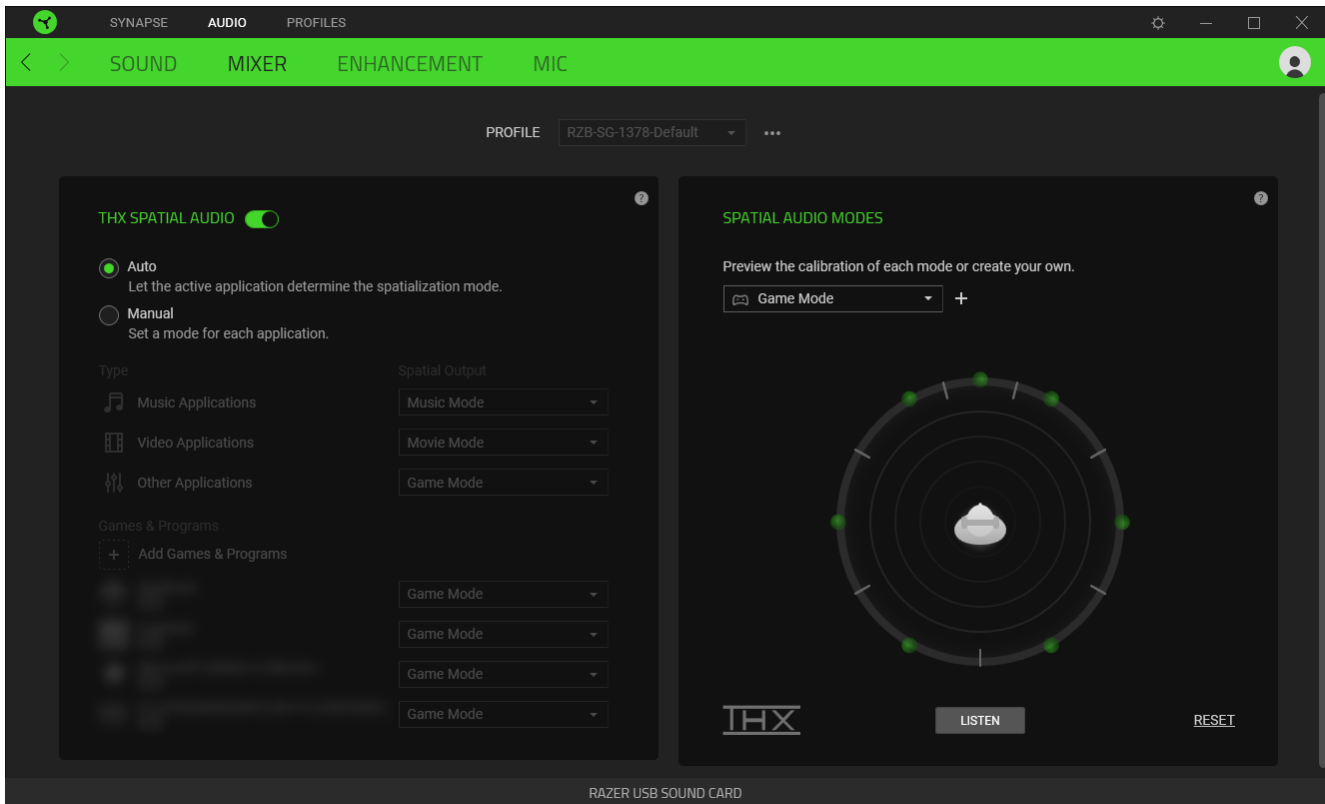 SYNAPSE AUDIO PROFILES
SOUND MIXER ENHANCEMENT MIC
PROFILE RZB-SG-1378-Default
THX SPATIAL AUDIO
?
Auto
Let the active application determine the spatialization mode.
Manual
Set a mode for each application.
Type Spatial Output
Music Applications Music Mode
Video Applications Movie Mode
Other Applications Game Mode
Games & Programs
+ Add Games & Programs
Game Mode
Game Mode
Game Mode
Game Mode
?
SPATIAL AUDIO MODES
Preview the calibration of each mode or create your own.
Game Mode +
THX LISTEN RESET
RAZER USB SOUND CARD